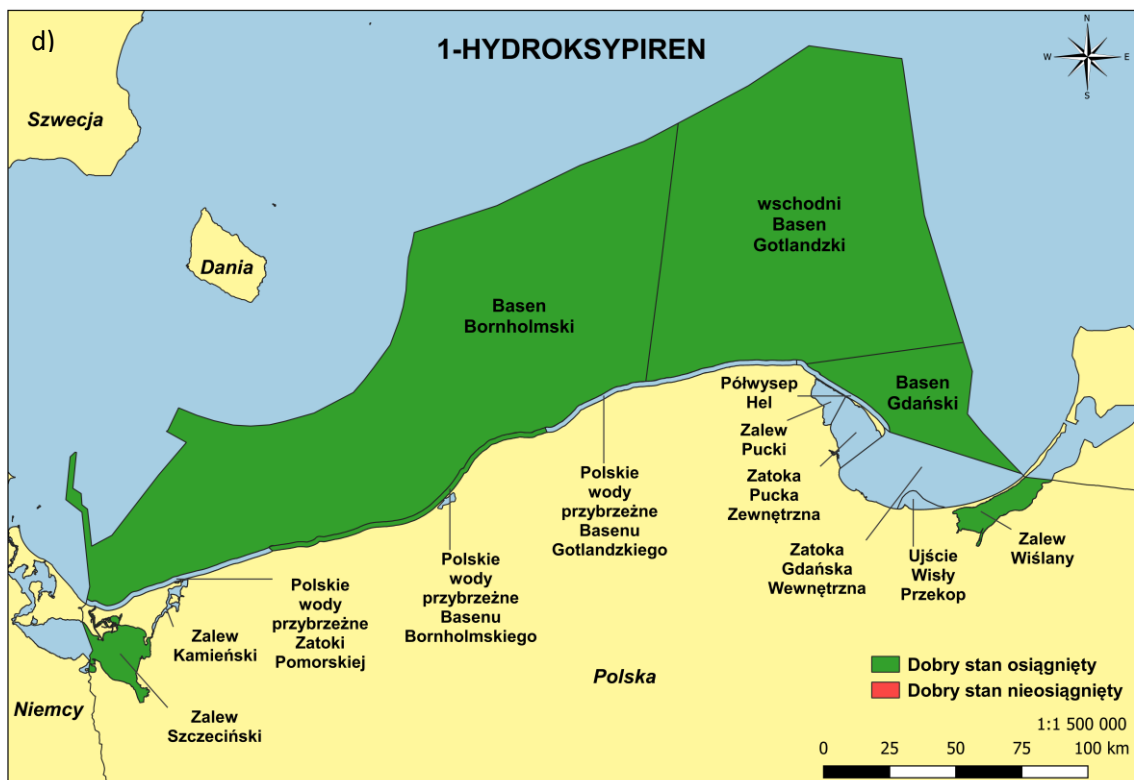 d)
1-HYDROKSYPIREN
N
W
E
S
Szwecja
Dania
wschodni
Basen
Gotlandzki
Basen
Bornholmski
Basen
Gdański
Półwysep
Hel
Zalew
Pucki
Zatoka
Pucka
Zewnętrzna
Zatoka
Gdańska
Wewnętrzna
Ujście
Wisły
Przekop
Zalew
Wiślany
Polskie
wody
przybrzeżne
Basenu
Gotlandzkiego
Polskie
wody
przybrzeżne
Basenu
Bornholmskiego
Polskie
wody
przybrzeżne
Zatoki
Pomorskiej
Zalew
Kamieński
Zalew
Szczeciński
Niemcy
Polska
Dobry stan osiągnięty
Dobry stan nieosiągnięty
1:1 500 000
0 25 50 75 100 km